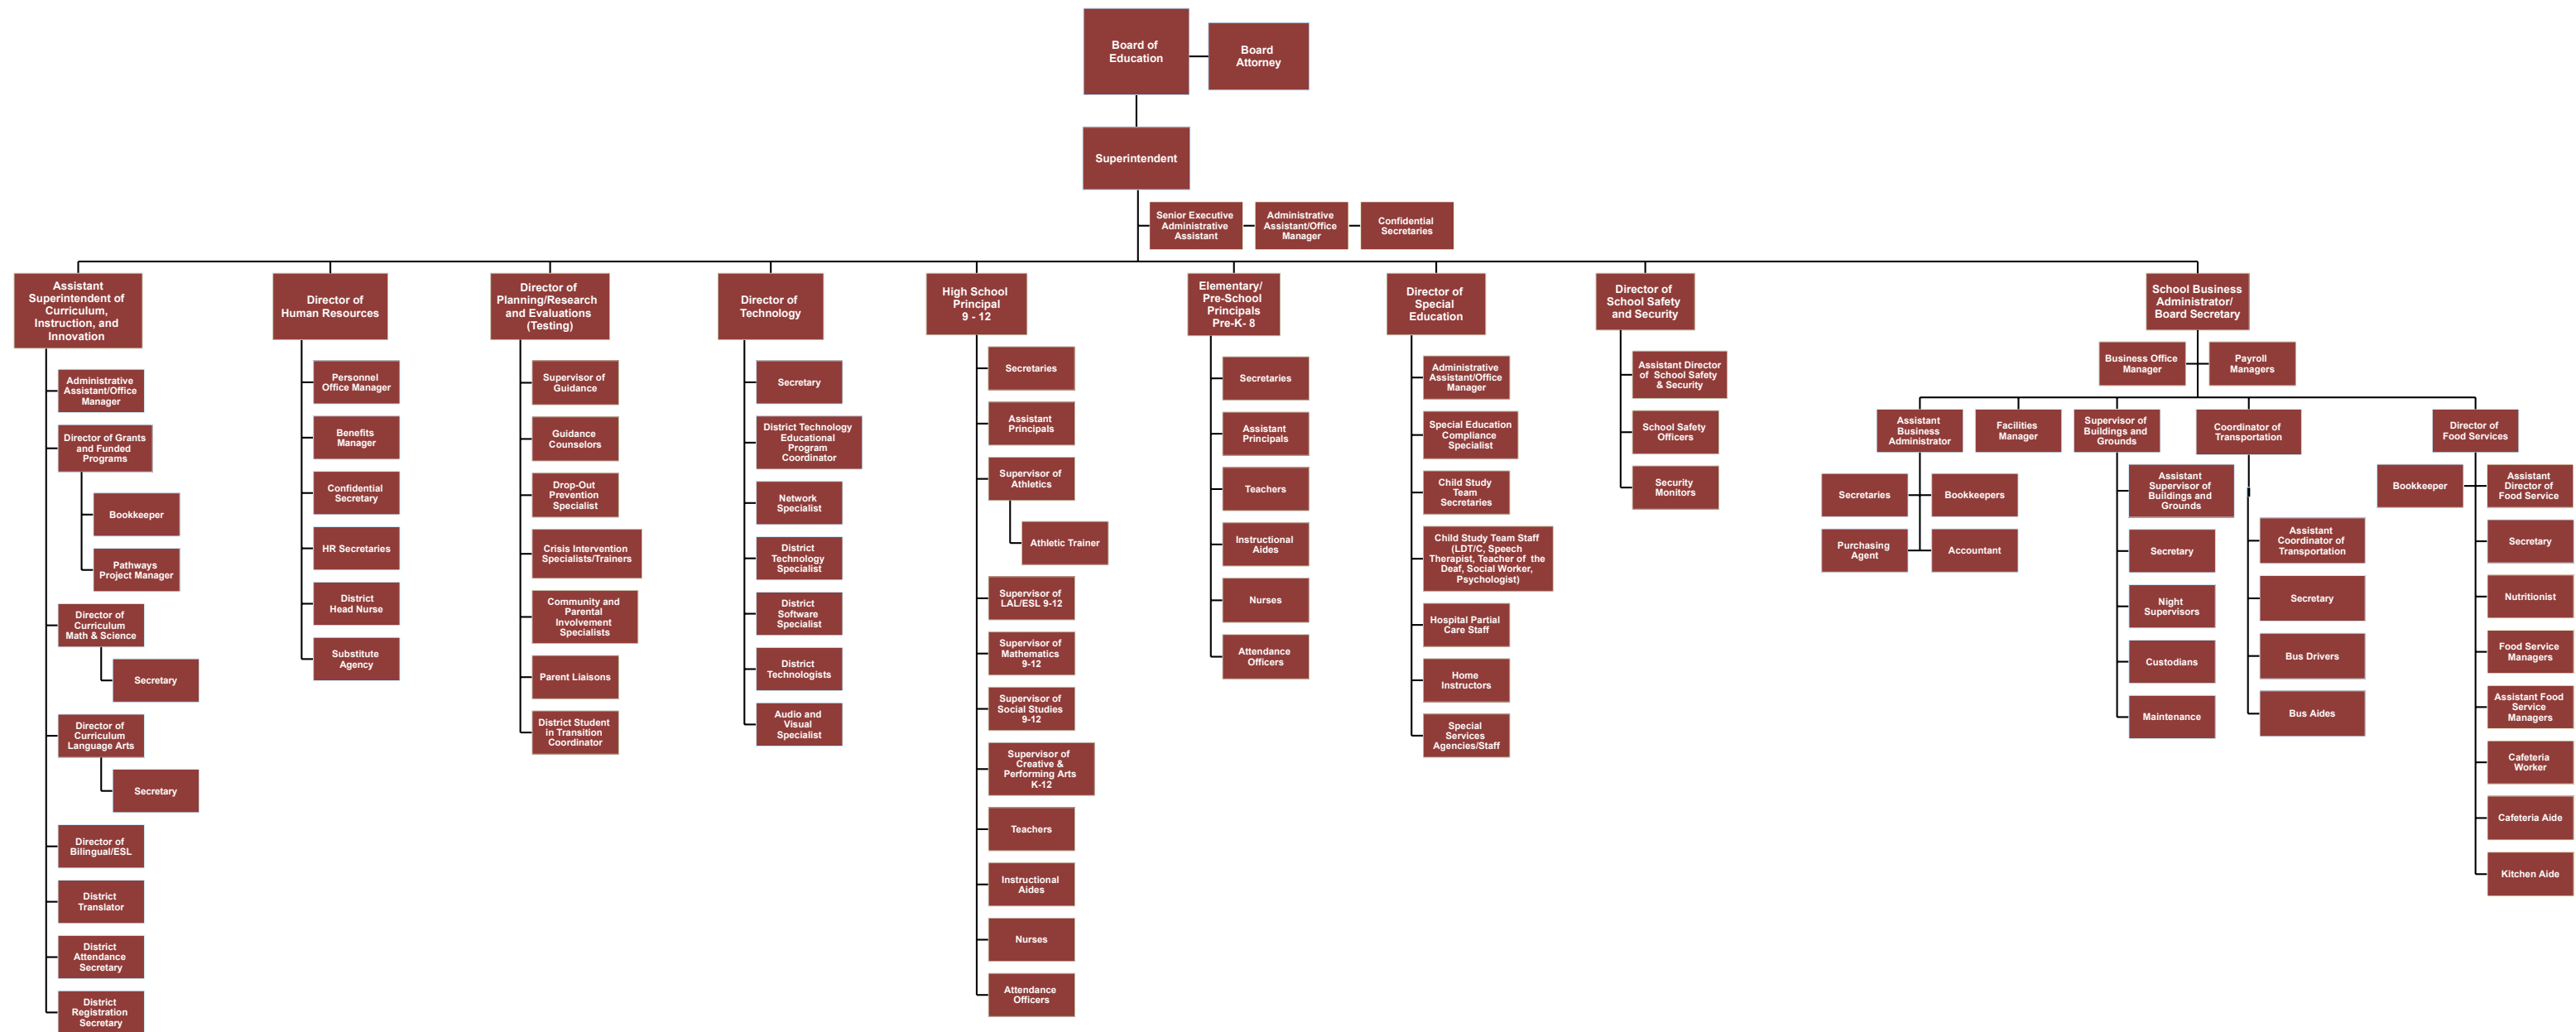 Board of
Education
Board
Attorney
Superintendent
Senior Executive
Administrative
Assistant
Administrative
Assistant/Office
Manager
Confidential
Secretaries
Assistant
Superintendent of
Curriculum,
Instruction, and
Innovation
Administrative
Assistant/Office
Manager
Director of Grants
and Funded
Programs
Bookkeeper
Pathways
Project Manager
Director of
Curriculum
Math & Science
Secretary
Director of
Curriculum
Language Arts
Secretary
Director of
Bilingual/ESL
District
Translator
District
Attendance
Secretary
District
Registration
Secretary
Director of
Human Resources
Personnel
Office Manager
Benefits
Manager
Confidential
Secretary
HR Secretaries
District
Head Nurse
Substitute
Agency
Director of
Planning/Research
and Evaluations
(Testing)
Supervisor of
Guidance
Guidance
Counselors
Drop-Out
Prevention
Specialist
Crisis Intervention
Specialists/Trainers
Community and
Parental
Involvement
Specialists
Parent Liaisons
District Student
in Transition
Coordinator
Director of
Technology
Secretary
District Technology
Educational
Program
Coordinator
Network
Specialist
District
Technology
Specialist
District
Software
Specialist
District
Technologists
Audio and
Visual
Specialist
High School
Principal
9 - 12
Secretaries
Assistant
Principals
Supervisor of
Athletics
Athletic Trainer
Supervisor of
LAL/ESL 9-12
Supervisor of
Mathematics
9-12
Supervisor of
Social Studies
9-12
Supervisor of
Creative &
Performing Arts
K-12
Teachers
Instructional
Aides
Nurses
Attendance
Officers
Elementary/
Pre-School
Principals
Pre-K- 8
Secretaries
Assistant
Principals
Teachers
Instructional
Aides
Nurses
Attendance
Officers
Director of
Special
Education
Administrative
Assistant/Office
Manager
Special Education
Compliance
Specialist
Child Study
Team
Secretaries
Child Study Team Staff
(LDT/C, Speech
Therapist, Teacher of the
Deaf, Social Worker,
Psychologist)
Hospital Partial
Care Staff
Home
Instructors
Special
Services
Agencies/Staff
Director of
School Safety
and Security
Assistant Director
of School Safety
& Security
School Safety
Officers
Security
Monitors
School Business
Administrator/
Board Secretary
Business Office
Manager
Payroll
Managers
Assistant
Business
Administrator
Secretaries
Bookkeepers
Purchasing
Agent
Accountant
Facilities
Manager
Supervisor of
Buildings and
Grounds
Assistant
Supervisor of
Buildings and
Grounds
Secretary
Night
Supervisors
Custodians
Maintenance
Coordinator of
Transportation
Assistant
Coordinator of
Transportation
Secretary
Bus Drivers
Bus Aides
Director of
Food Services
Bookkeeper
Assistant
Director of
Food Service
Secretary
Nutritionist
Food Service
Managers
Assistant Food
Service
Managers
Cafeteria
Worker
Cafeteria Aide
Kitchen Aide